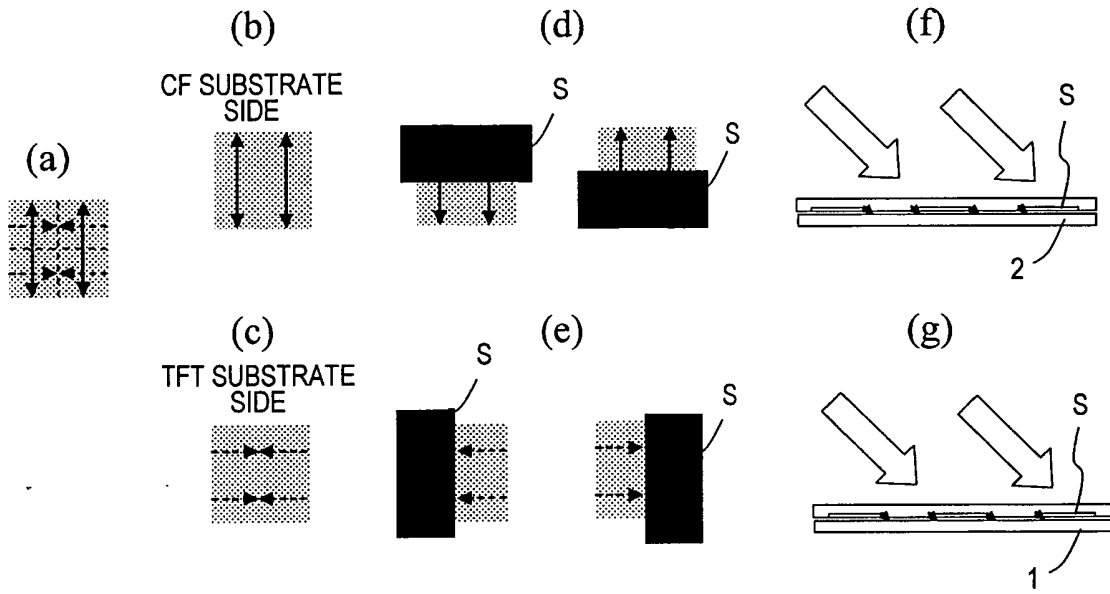 (a)
(b)
CF SUBSTRATE
SIDE
(c)
TFT SUBSTRATE
SIDE
(d)
S
S
(e)
S
S
(f)
S
2
(g)
S
1